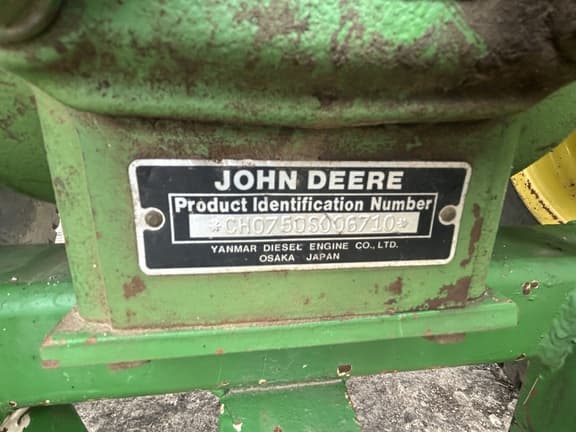 JOHN DEERE
Product Identification Number
*CH0750S006710*
YANMAR DIESEL ENGINE CO., LTD.
OSAKA JAPAN